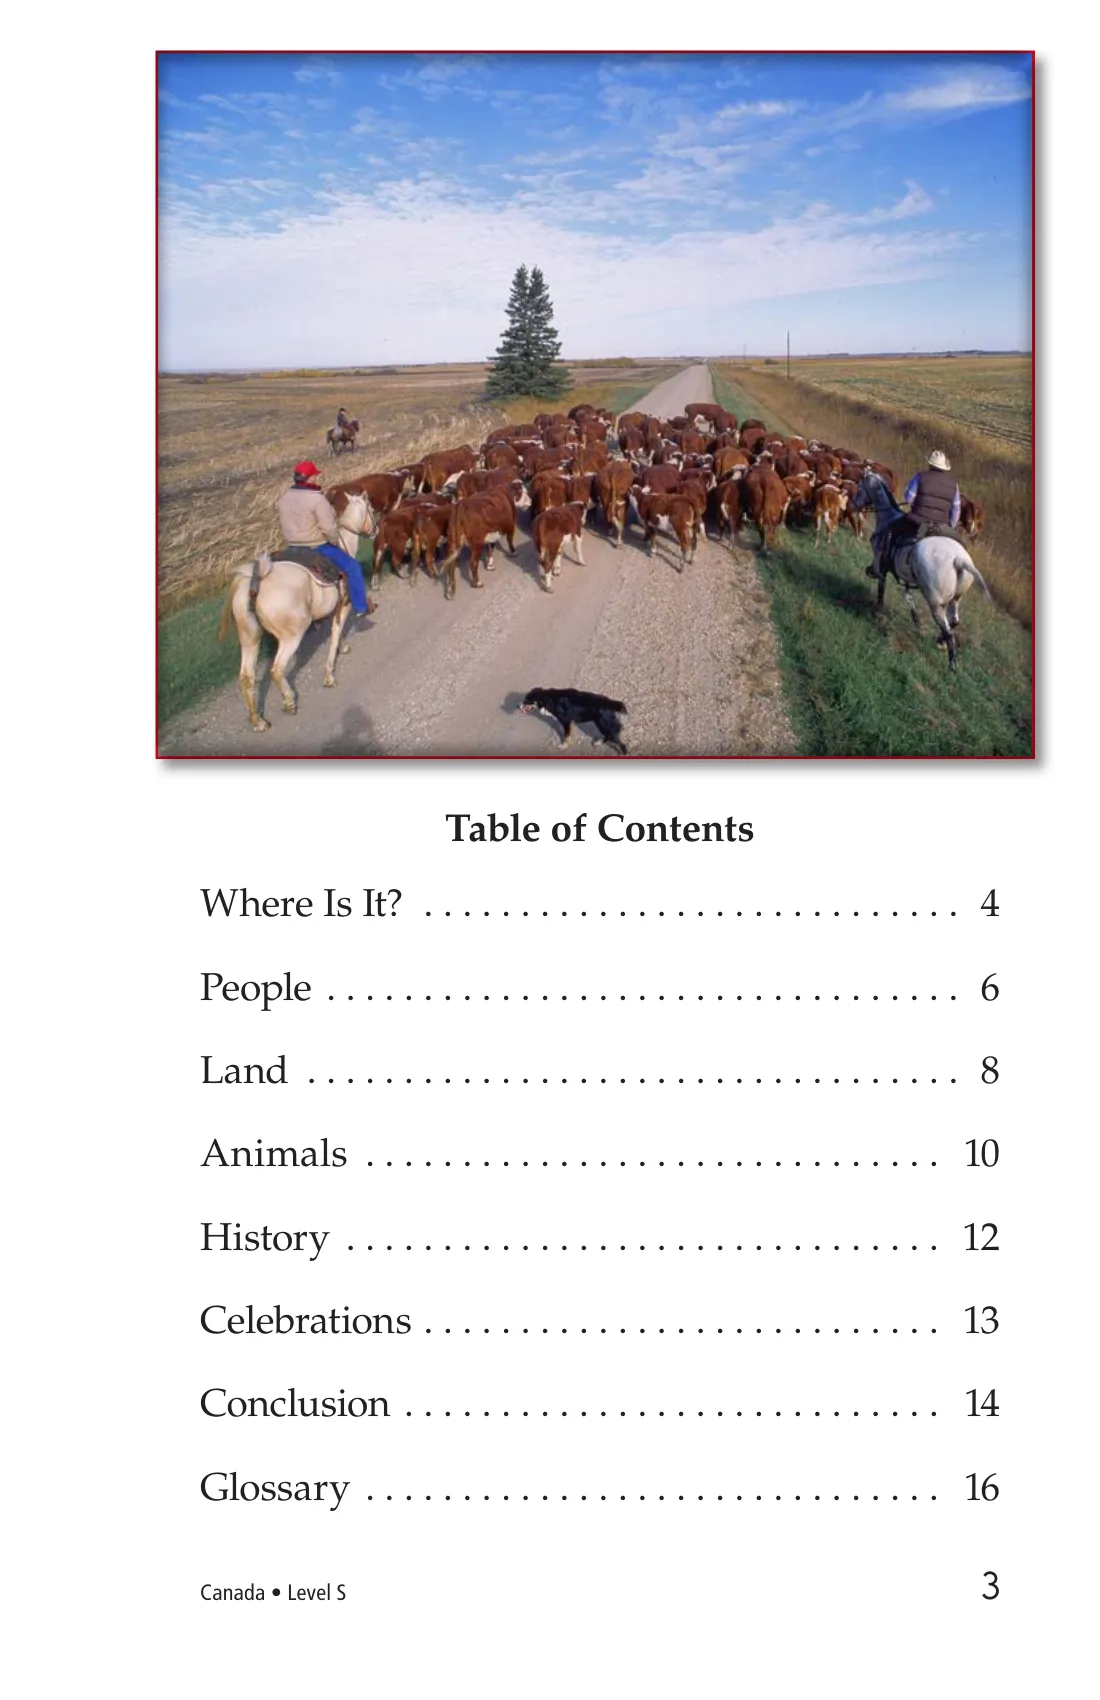 Table of Contents
Where Is It? . . . . . . . . . . . . . . . . . . . . . . . . . . . . 4
People . . . . . . . . . . . . . . . . . . . . . . . . . . . . . . . . . 6
Land . . . . . . . . . . . . . . . . . . . . . . . . . . . . . . . . . . 8
Animals . . . . . . . . . . . . . . . . . . . . . . . . . . . . . . 10
History . . . . . . . . . . . . . . . . . . . . . . . . . . . . . . . 12
Celebrations . . . . . . . . . . . . . . . . . . . . . . . . . . . 13
Conclusion . . . . . . . . . . . . . . . . . . . . . . . . . . . . 14
Glossary . . . . . . . . . . . . . . . . . . . . . . . . . . . . . . 16
Canada • Level S 3